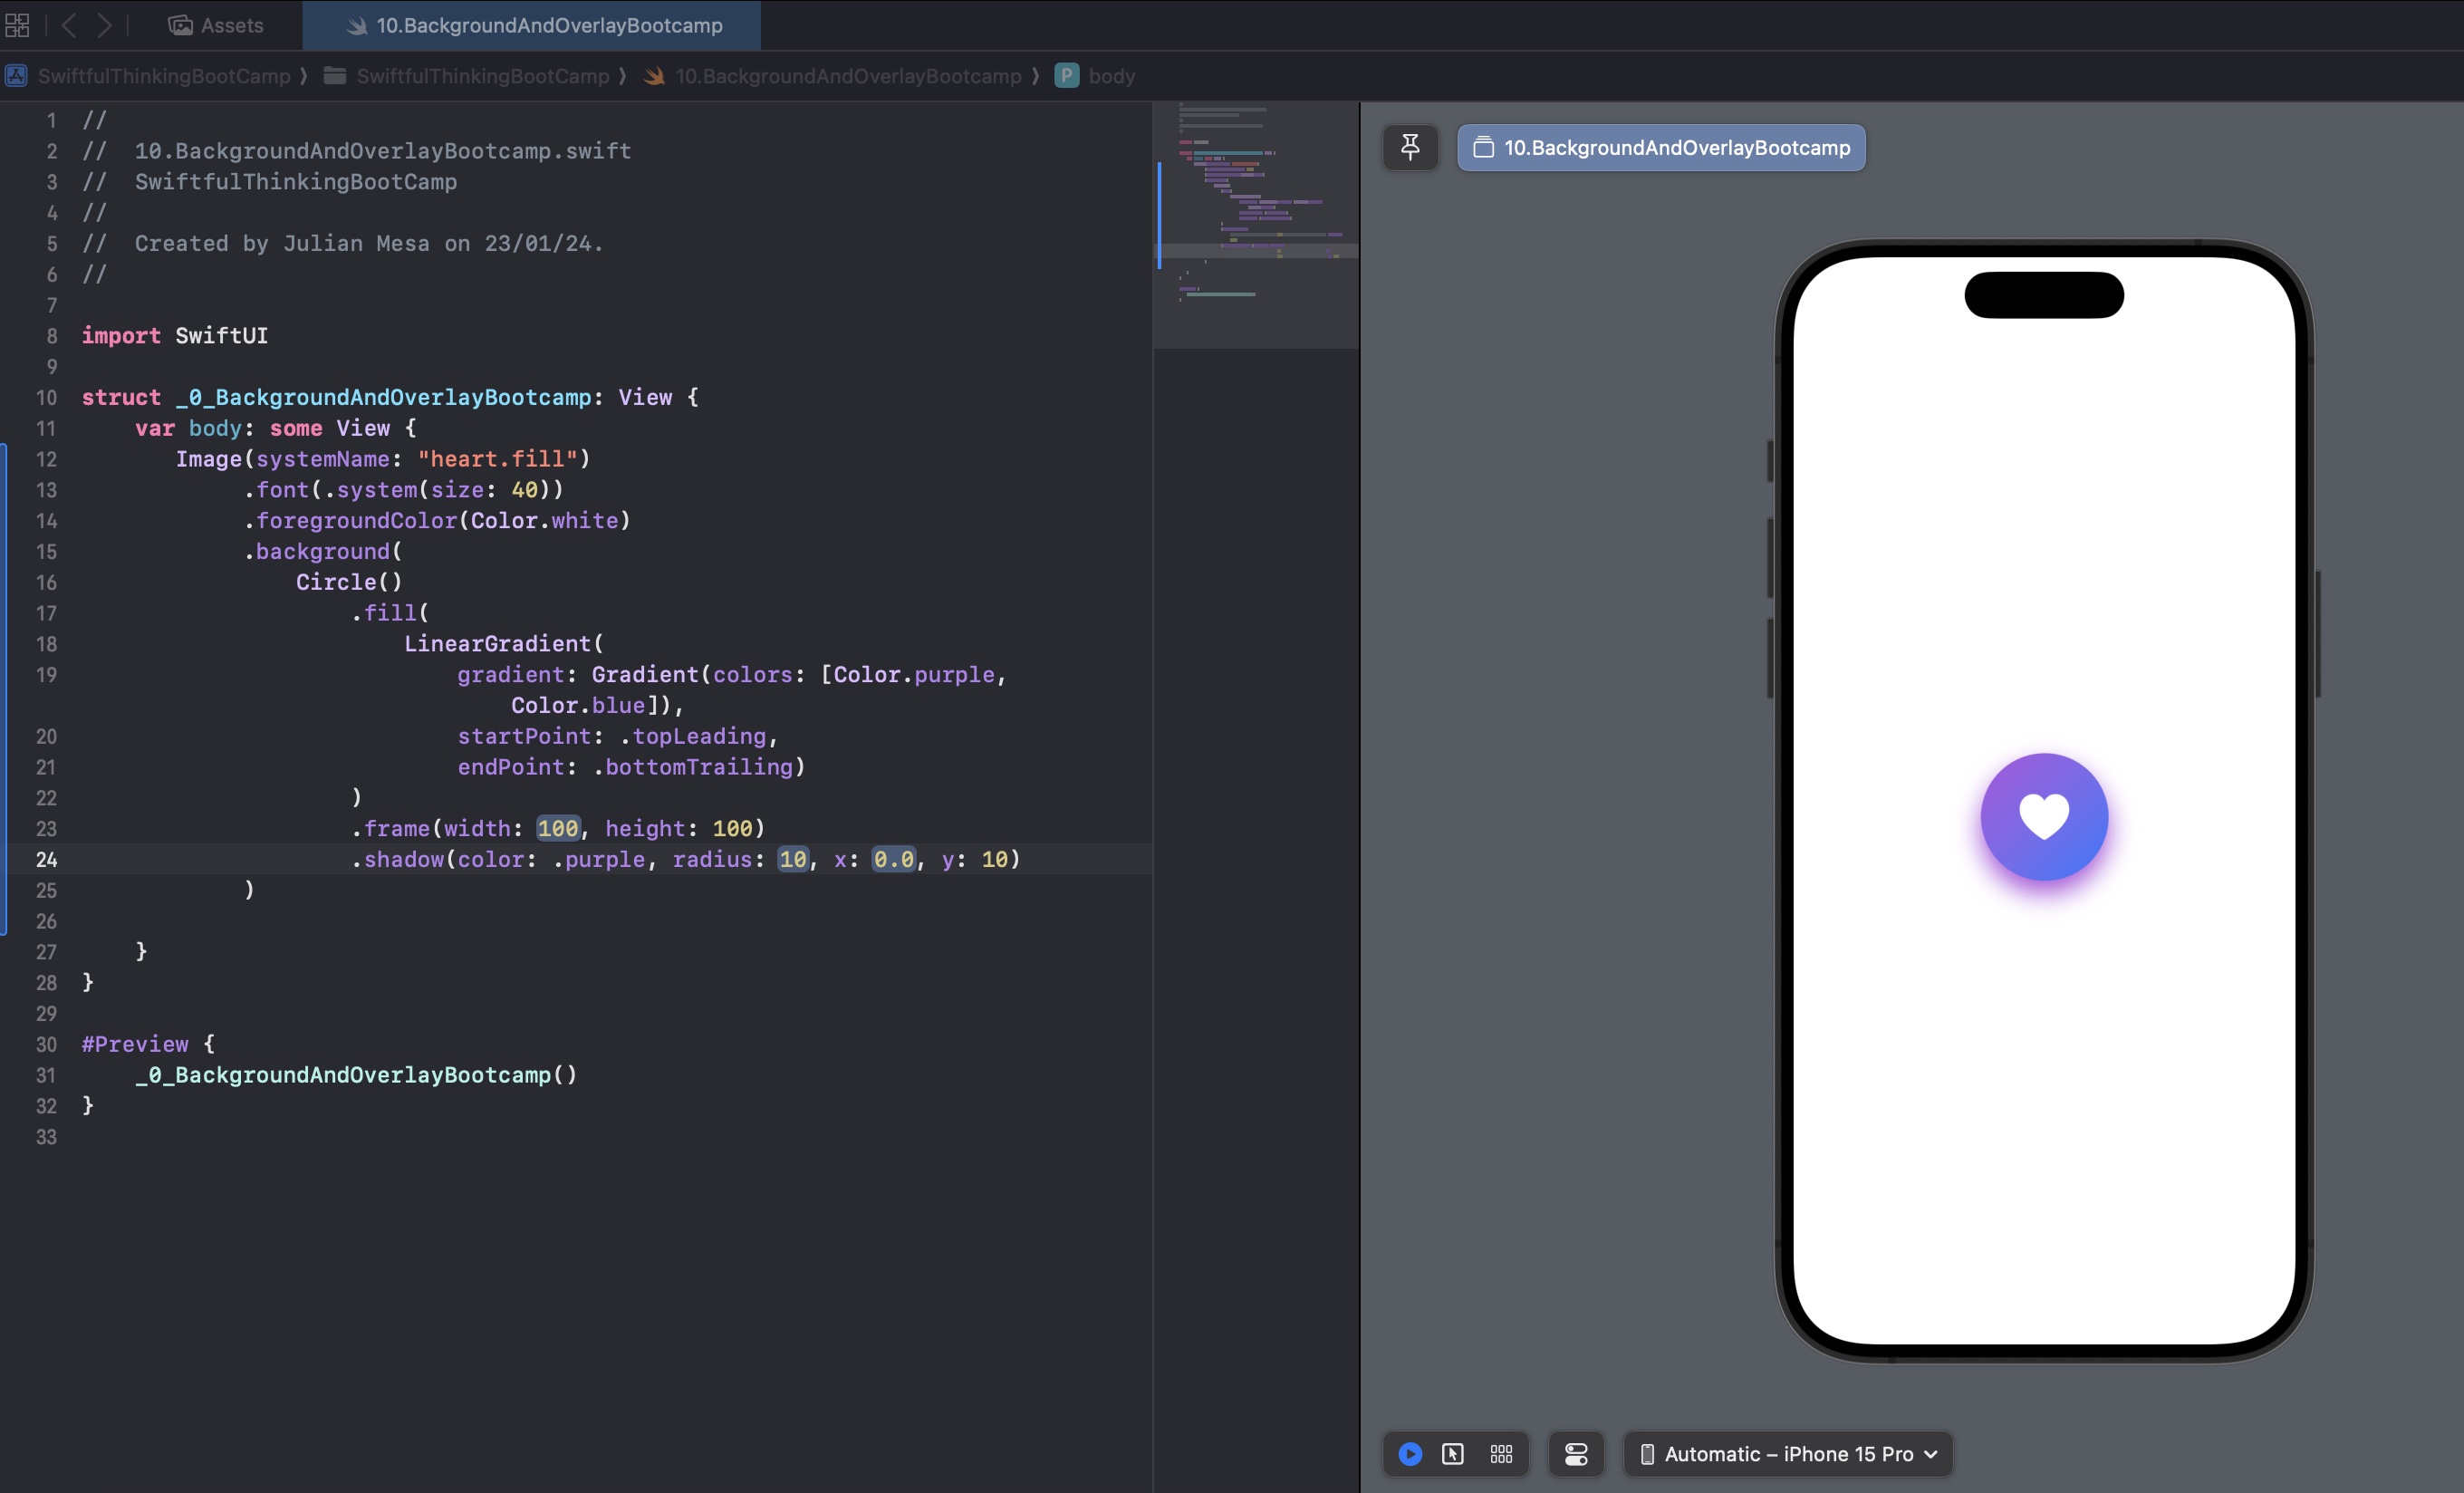 Assets
10.BackgroundAndOverlayBootcamp
SwiftfulThinkingBootCamp ⟩ SwiftfulThinkingBootCamp ⟩ 10.BackgroundAndOverlayBootcamp ⟩ P body
1 //
2 //  10.BackgroundAndOverlayBootcamp.swift
3 //  SwiftfulThinkingBootCamp
4 //
5 //  Created by Julian Mesa on 23/01/24.
6 //
7
8 import SwiftUI
9
10 struct _0_BackgroundAndOverlayBootcamp: View {
11     var body: some View {
12        Image(systemName: "heart.fill")
13             .font(.system(size: 40))
14             .foregroundColor(Color.white)
15             .background(
16                 Circle()
17                     .fill(
18                         LinearGradient(
19                             gradient: Gradient(colors: [Color.purple,
                                Color.blue]),
20                             startPoint: .topLeading,
21                             endPoint: .bottomTrailing)
22                     )
23                     .frame(width: 100, height: 100)
24                     .shadow(color: .purple, radius: 10, x: 0.0, y: 10)
25             )
26
27     }
28 }
29
30 #Preview {
31     _0_BackgroundAndOverlayBootcamp()
32 }
33
10.BackgroundAndOverlayBootcamp
Automatic – iPhone 15 Pro